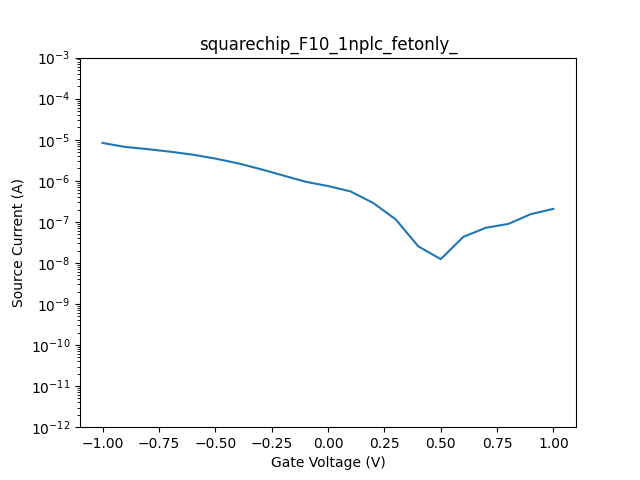 squarechip_F10_1nplc_fetonly_
Source Current (A)
10⁻³
10⁻⁴
10⁻⁵
10⁻⁶
10⁻⁷
10⁻⁸
10⁻⁹
10⁻¹⁰
10⁻¹¹
10⁻¹²
−1.00 −0.75 −0.50 −0.25 0.00 0.25 0.50 0.75 1.00
Gate Voltage (V)